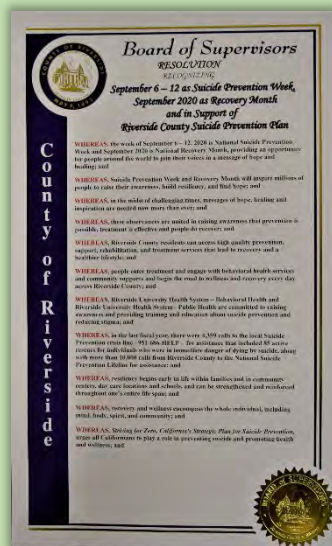 COUNTY OF RIVERSIDE
MAY 9, 1893
Board of Supervisors
RESOLUTION
RECOGNIZING
September 6 – 12 as Suicide Prevention Week,
September 2020 as Recovery Month
and in Support of
Riverside County Suicide Prevention Plan
County of Riverside
WHEREAS, the week of September 6 – 12, 2020 is National Suicide Prevention
Week and September 2020 is National Recovery Month, providing an opportunity
for people around the world to join their voices in a message of hope and
healing; and
WHEREAS, Suicide Prevention Week and Recovery Month will inspire millions of
people to raise their awareness, build resiliency, and find hope; and
WHEREAS, in the midst of challenging times, messages of hope, healing and
inspiration are needed now more than ever; and
WHEREAS, these observances are united in raising awareness that prevention is
possible, treatment is effective and people do recover; and
WHEREAS, Riverside County residents can access high quality prevention,
support, rehabilitation, and treatment services that lead to recovery and a
healthier lifestyle; and
WHEREAS, people enter treatment and engage with behavioral health services
and community supports and begin the road to wellness and recovery every day
across Riverside County; and
WHEREAS, Riverside University Health System – Behavioral Health and
Riverside University Health System – Public Health are committed to raising
awareness and providing training and education about suicide prevention and
reducing stigma; and
WHEREAS, in the last fiscal year, there were 4,359 calls to the local Suicide
Prevention crisis line – 951-686-HELP – for assistance that included 85 active
rescues for individuals who were in immediate danger of dying by suicide, along
with more than 10,000 calls from Riverside County to the National Suicide
Prevention Lifeline for assistance; and
WHEREAS, resiliency begins early in life within families and in community
centers, day care locations and schools, and can be strengthened and reinforced
throughout one's entire life span; and
WHEREAS, recovery and wellness encompass the whole individual, including
mind, body, spirit, and community; and
WHEREAS, Striving for Zero, California's Strategic Plan for Suicide Prevention,
urges all Californians to play a role in preventing suicide and promoting health
and wellness; and